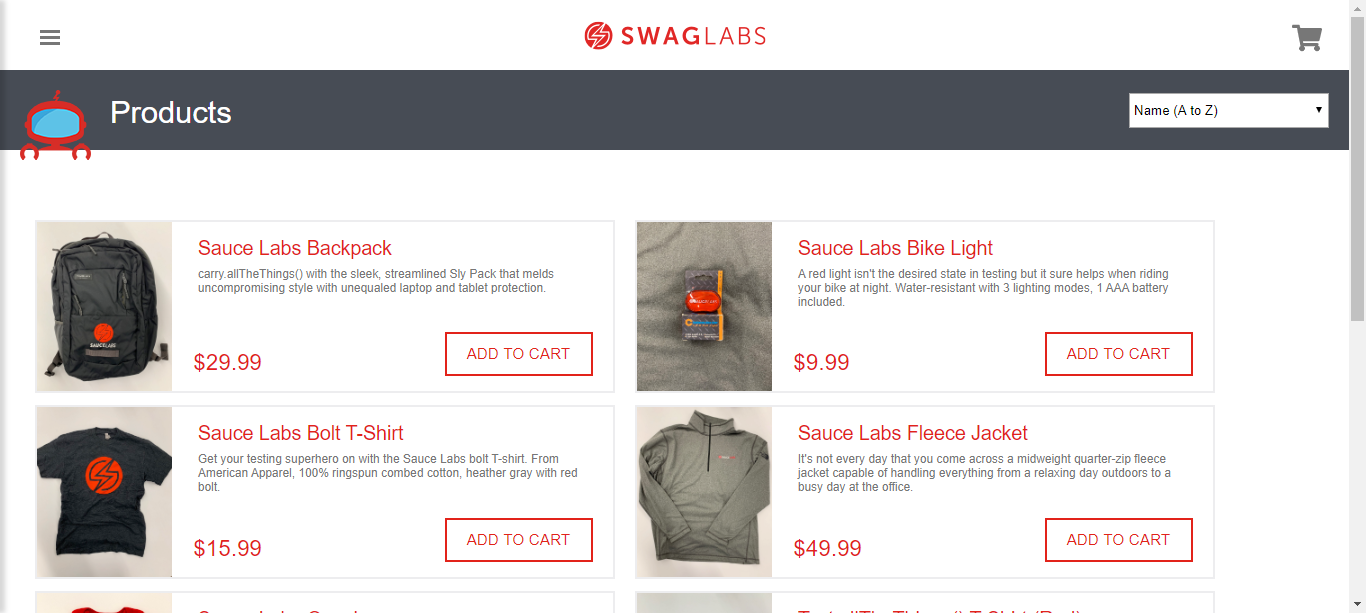 SWAGLABS
Products
Name (A to Z)
Sauce Labs Backpack
carry.allTheThings() with the sleek, streamlined Sly Pack that melds
uncompromising style with unequaled laptop and tablet protection.
$29.99
ADD TO CART
SAUCELABS
Sauce Labs Bike Light
A red light isn't the desired state in testing but it sure helps when riding
your bike at night. Water-resistant with 3 lighting modes, 1 AAA battery
included.
$9.99
ADD TO CART
Sauce Labs Bolt T-Shirt
Get your testing superhero on with the Sauce Labs bolt T-shirt. From
American Apparel, 100% ringspun combed cotton, heather gray with red
bolt.
$15.99
ADD TO CART
Sauce Labs Fleece Jacket
It's not every day that you come across a midweight quarter-zip fleece
jacket capable of handling everything from a relaxing day outdoors to a
busy day at the office.
$49.99
ADD TO CART